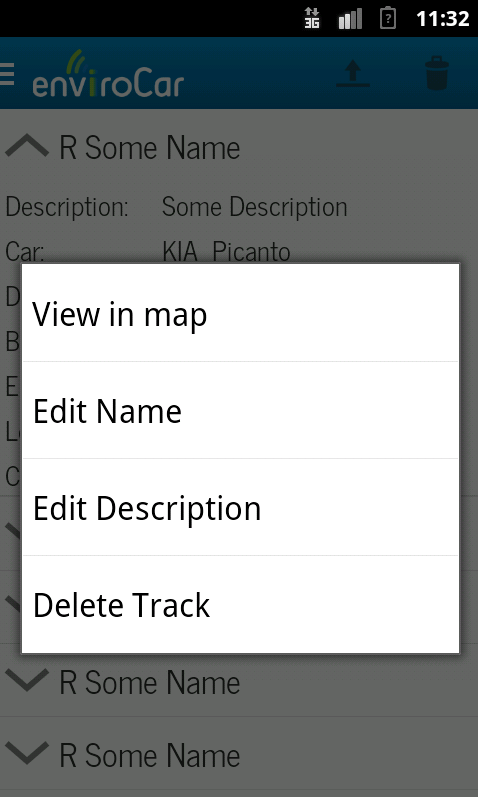 3G ? 11:32
enviroCar
R Some Name
Description: Some Description
Car: KIA Picanto
D
B
E
L
C
View in map
Edit Name
Edit Description
Delete Track
R Some Name
R Some Name